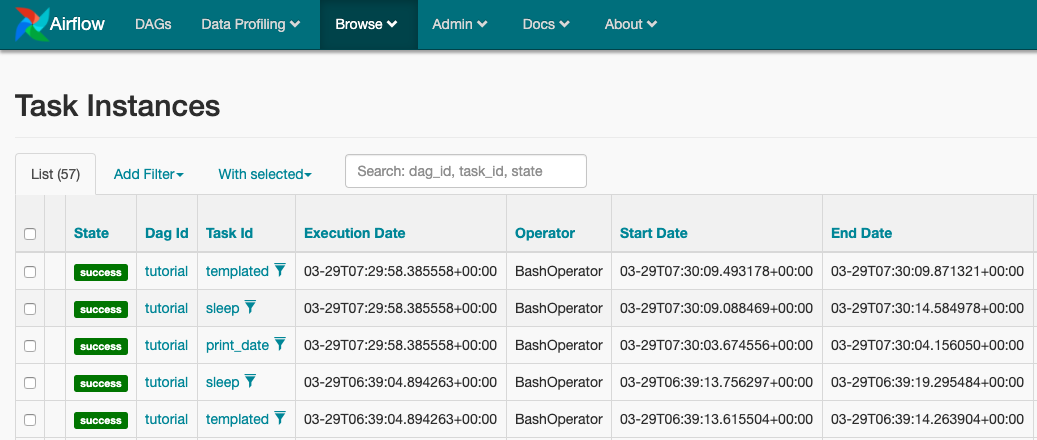 Airflow DAGs Data Profiling Browse Admin Docs About
Task Instances
List (57) Add Filter With selected Search: dag_id, task_id, state
State Dag Id Task Id Execution Date Operator Start Date End Date
success tutorial templated 03-29T07:29:58.385558+00:00 BashOperator 03-29T07:30:09.493178+00:00 03-29T07:30:09.871321+00:00
success tutorial sleep 03-29T07:29:58.385558+00:00 BashOperator 03-29T07:30:09.088469+00:00 03-29T07:30:14.584978+00:00
success tutorial print_date 03-29T07:29:58.385558+00:00 BashOperator 03-29T07:30:03.674556+00:00 03-29T07:30:04.156050+00:00
success tutorial sleep 03-29T06:39:04.894263+00:00 BashOperator 03-29T06:39:13.756297+00:00 03-29T06:39:19.295484+00:00
success tutorial templated 03-29T06:39:04.894263+00:00 BashOperator 03-29T06:39:13.615504+00:00 03-29T06:39:14.263904+00:00